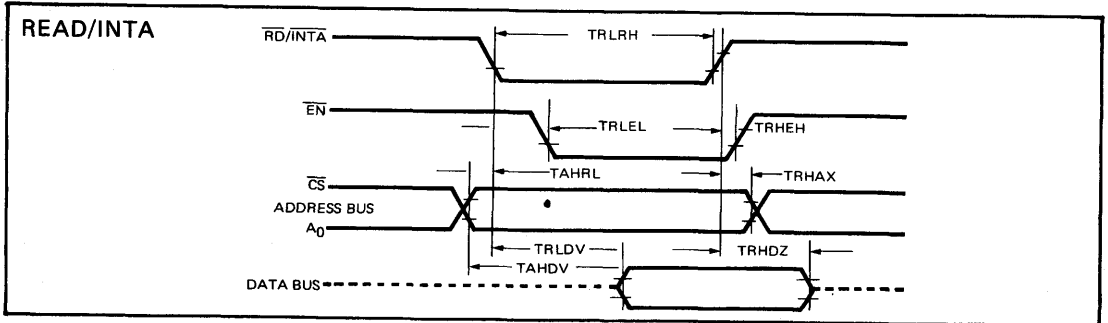 READ/INTA
RD/INTA
TRLRH
EN
TRLEL
TRHEH
TAHRL
TRHAX
CS
ADDRESS BUS
A0
TRLDV
TRHDZ
TAHDV
DATA BUS